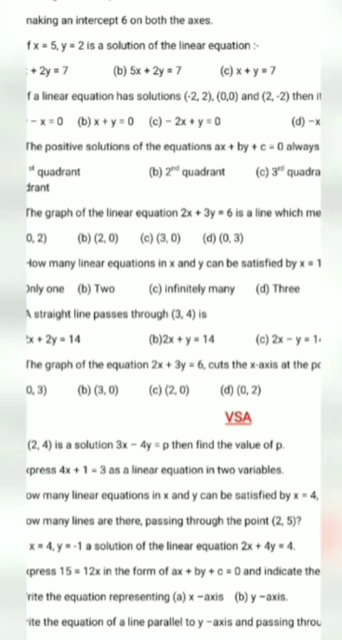 naking an intercept 6 on both the axes.
f x = 5, y = 2 is a solution of the linear equation :-
+ 2y = 7 (b) 5x + 2y = 7 (c) x + y = 7
f a linear equation has solutions (-2, 2), (0,0) and (2, -2) then it
- x = 0 (b) x + y = 0 (c) – 2x + y = 0 (d) –x
The positive solutions of the equations ax + by + c = 0 always
st quadrant (b) 2nd quadrant (c) 3rd quadra
drant
The graph of the linear equation 2x + 3y = 6 is a line which me
0, 2) (b) (2, 0) (c) (3, 0) (d) (0, 3)
How many linear equations in x and y can be satisfied by x = 1
Only one (b) Two (c) infinitely many (d) Three
A straight line passes through (3, 4) is
x + 2y = 14 (b)2x + y = 14 (c) 2x – y = 1
The graph of the equation 2x + 3y = 6, cuts the x-axis at the po
0, 3) (b) (3, 0) (c) (2, 0) (d) (0, 2)
VSA
(2, 4) is a solution 3x – 4y = p then find the value of p.
xpress 4x + 1 = 3 as a linear equation in two variables.
ow many linear equations in x and y can be satisfied by x = 4,
ow many lines are there, passing through the point (2, 5)?
x = 4, y = -1 a solution of the linear equation 2x + 4y = 4.
xpress 15 = 12x in the form of ax + by + c = 0 and indicate the
rite the equation representing (a) x –axis (b) y –axis.
ite the equation of a line parallel to y –axis and passing throu